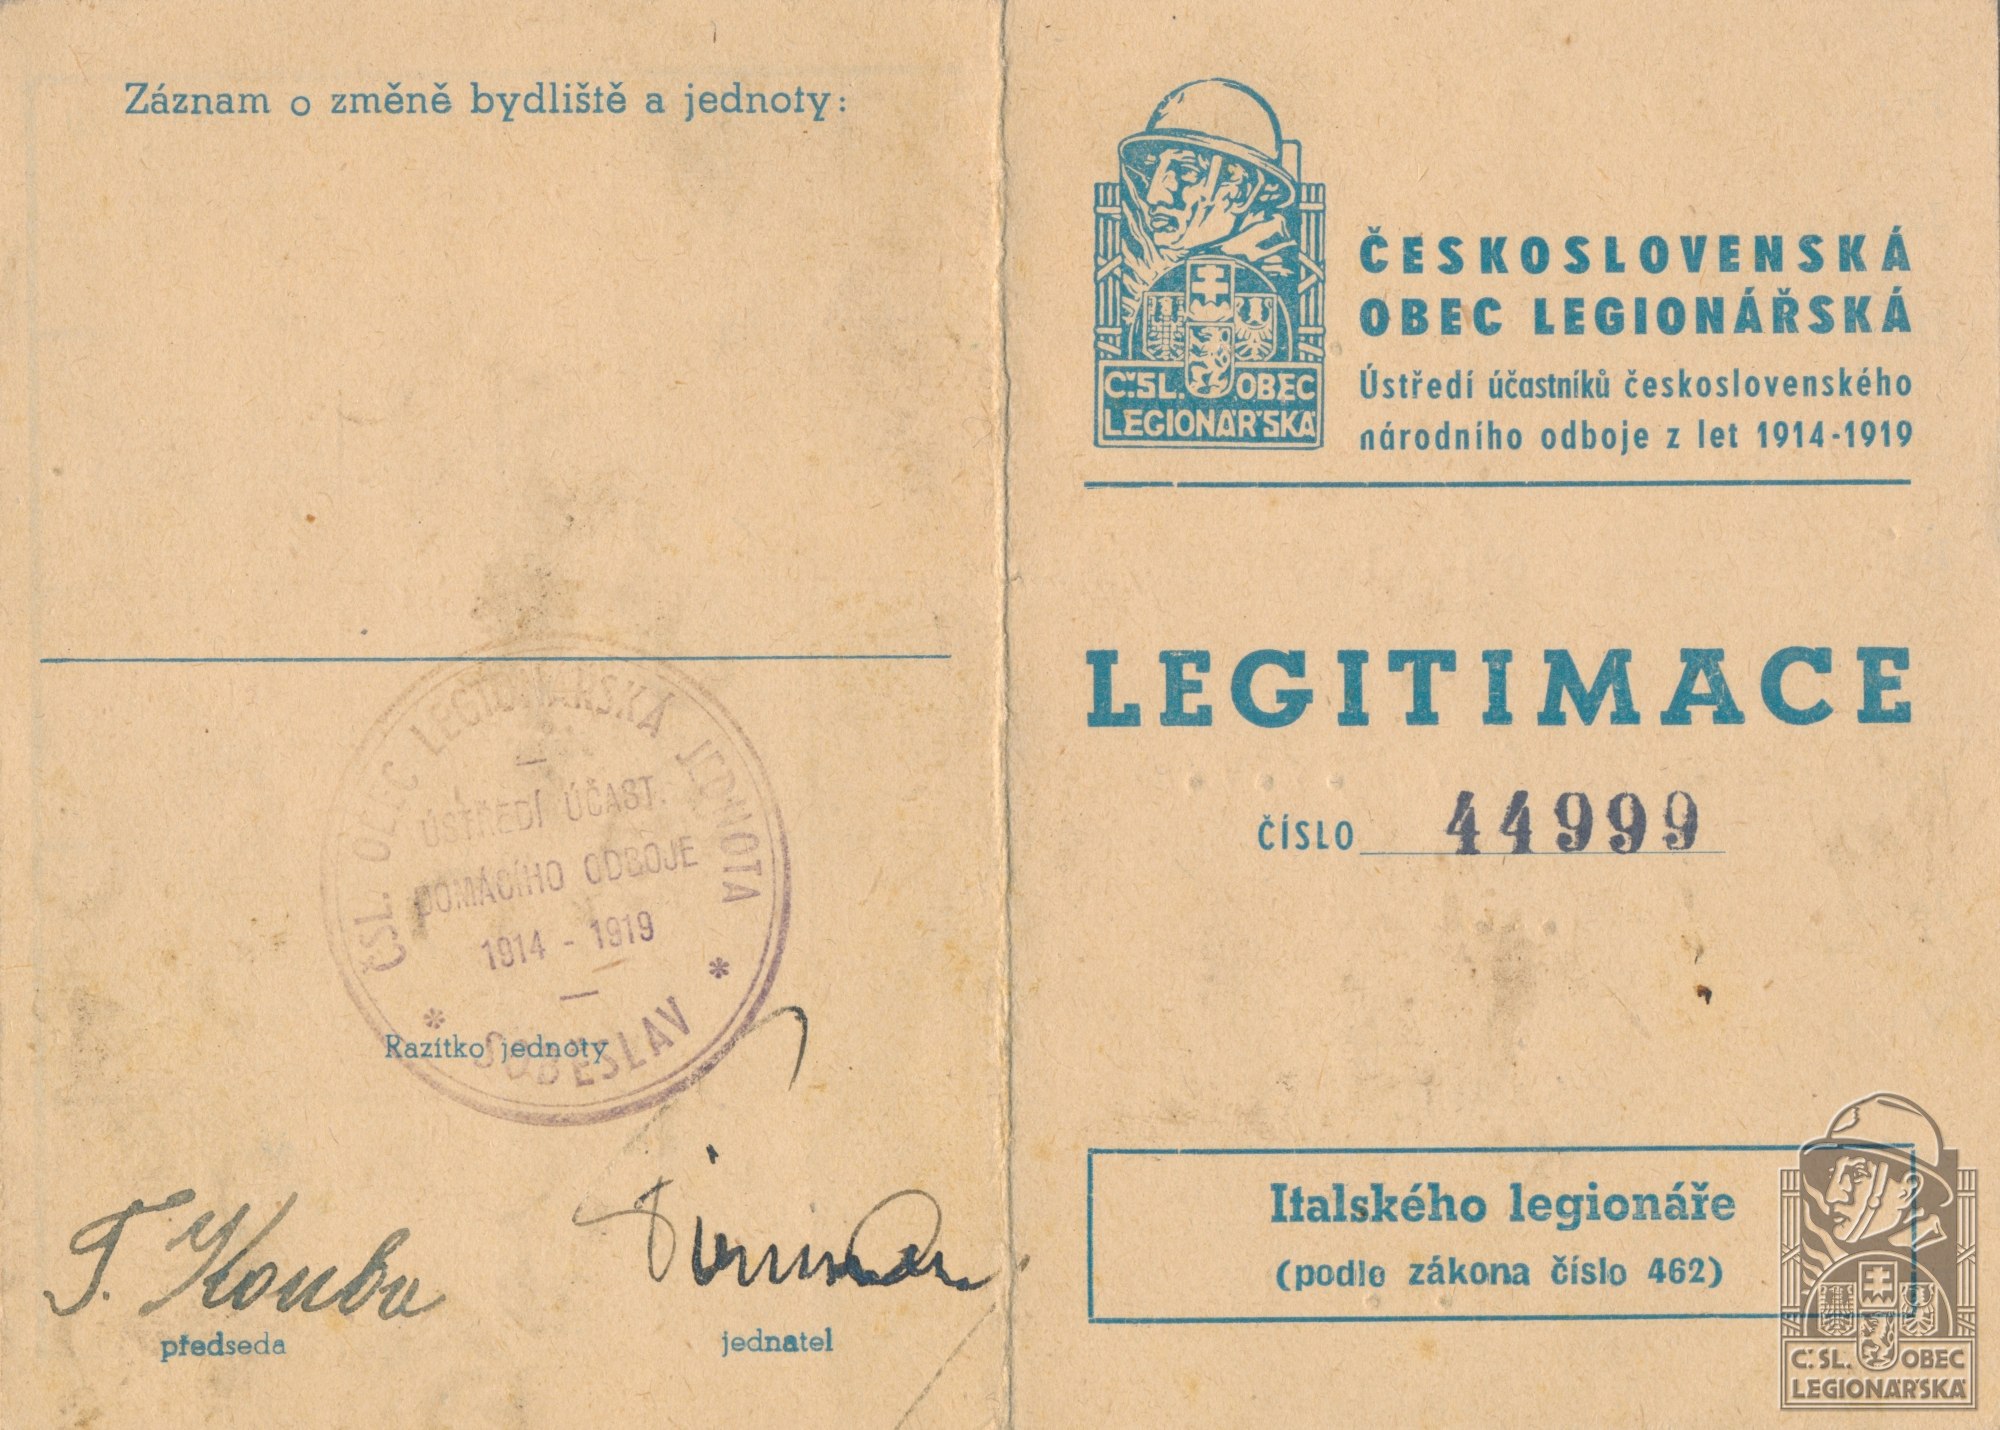 Záznam o změně bydliště a jednoty:
ČSL. OBEC LEGIONÁŘSKÁ JEDNOTA
ÚSTŘEDÍ ÚČAST.
DOMÁCÍHO ODBOJE
1914 - 1919
* SOBĚSLAV *
Razítko jednoty
T. Kouba
předseda
jednatel
Č.SL. OBEC
LEGIONÁŘSKÁ
ČESKOSLOVENSKÁ
OBEC LEGIONÁŘSKÁ
Ústředí účastníků československého
národního odboje z let 1914-1919
LEGITIMACE
ČÍSLO 44999
Italského legionáře
(podle zákona číslo 462)
Č.SL. OBEC
LEGIONÁŘSKÁ